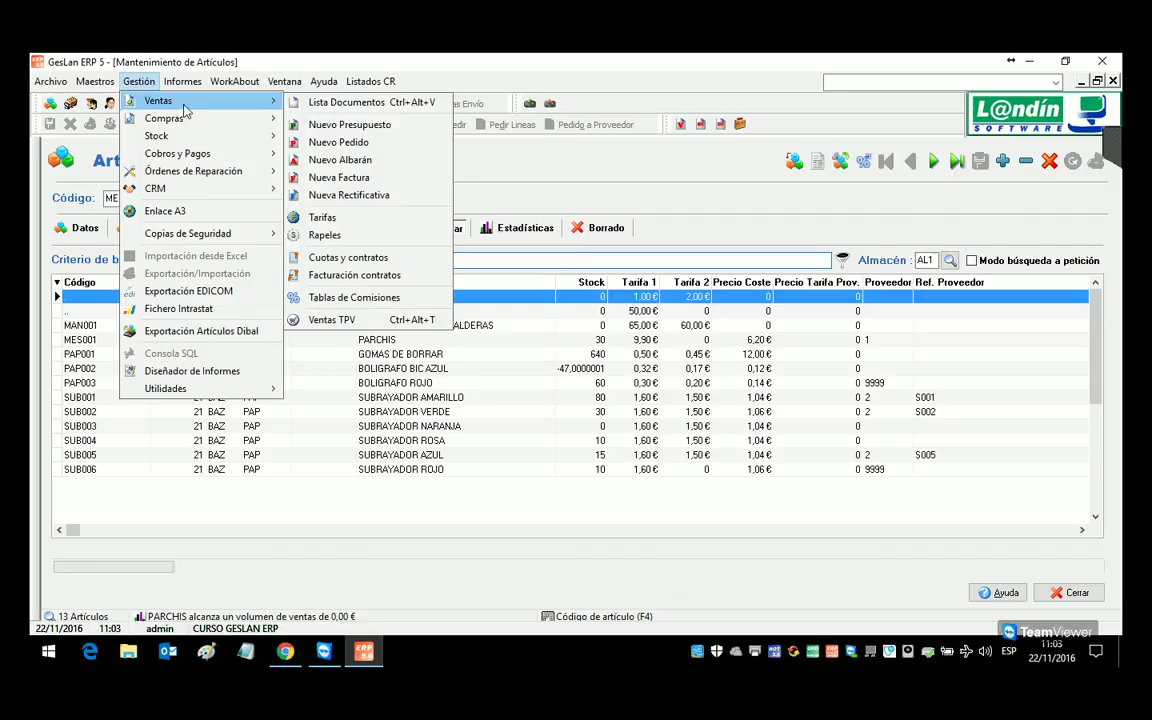 GesLan ERP 5 - [Mantenimiento de Artículos]
Archivo Maestros Gestión Informes WorkAbout Ventana Ayuda Listados CR
Ventas
Compras
Stock
Cobros y Pagos
Órdenes de Reparación
CRM
Enlace A3
Copias de Seguridad
Importación desde Excel
Exportación/Importación
Exportación EDICOM
Fichero Intrastat
Exportación Artículos Dibal
Consola SQL
Diseñador de Informes
Utilidades
Lista Documentos Ctrl+Alt+V
Nuevo Presupuesto
Nuevo Pedido
Nuevo Albarán
Nueva Factura
Nueva Rectificativa
Tarifas
Rapeles
Cuotas y contratos
Facturación contratos
Tablas de Comisiones
Ventas TPV Ctrl+Alt+T
as Envío
edir Pedir Lineas Pedido a Proveedor
L@ndín
SOFTWARE
Art
Código: ME
Datos ar Estadísticas Borrado
Criterio de b Almacén: AL1 Modo búsqueda a petición
Código Stock Tarifa 1 Tarifa 2 Precio Coste Precio Tarifa Prov. Proveedor Ref. Proveedor
0 1,00 € 2,00 € 0 0
.. 0 50,00 € 0 0 0
MAN001 ALDERAS 0 65,00 € 60,00 € 0 0
MES001 PARCHIS 30 9,90 € 0 6,20 € 0 1
PAP001 GOMAS DE BORRAR 640 0,50 € 0,45 € 12,00 € 0
PAP002 BOLIGRAFO BIC AZUL -47,0000001 0,32 € 0,17 € 0,12 € 0
PAP003 BOLIGRAFO ROJO 60 0,30 € 0,20 € 0,14 € 0 9999
SUB001 21 BAZ PAP SUBRAYADOR AMARILLO 80 1,60 € 1,50 € 1,04 € 0 2 S001
SUB002 21 BAZ PAP SUBRAYADOR VERDE 30 1,60 € 1,50 € 1,06 € 0 2 S002
SUB003 21 BAZ PAP SUBRAYADOR NARANJA 0 1,60 € 1,50 € 1,04 € 0
SUB004 21 BAZ PAP SUBRAYADOR ROSA 10 1,60 € 1,50 € 1,04 € 0
SUB005 21 BAZ PAP SUBRAYADOR AZUL 15 1,60 € 1,50 € 1,04 € 0 2 S005
SUB006 21 BAZ PAP SUBRAYADOR ROJO 10 1,60 € 0 1,06 € 0 9999
Ayuda Cerrar
13 Artículos PARCHIS alcanza un volumen de ventas de 0,00 € Código de artículo (F4)
22/11/2016 11:03 admin CURSO GESLAN ERP
TeamViewer
ESP 11:03
22/11/2016